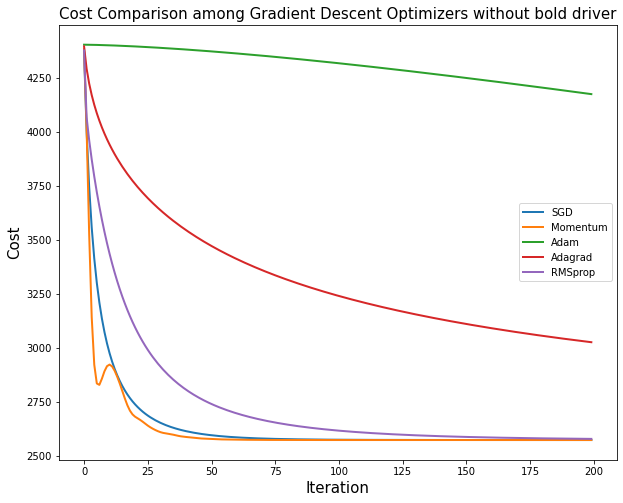 Cost Comparison among Gradient Descent Optimizers without bold driver
4250
4000
3750
3500
3250
3000
2750
2500
Cost
SGD
Momentum
Adam
Adagrad
RMSprop
0 25 50 75 100 125 150 175 200
Iteration